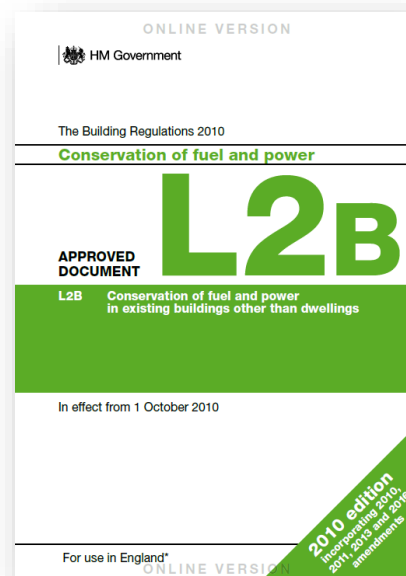 ONLINE VERSION
HM Government
The Building Regulations 2010
Conservation of fuel and power
L2B
APPROVED
DOCUMENT
L2B Conservation of fuel and power
in existing buildings other than dwellings
In effect from 1 October 2010
2010 edition
incorporating 2010,
2011, 2013 and 2016
amendments
For use in England*
ONLINE VERSION